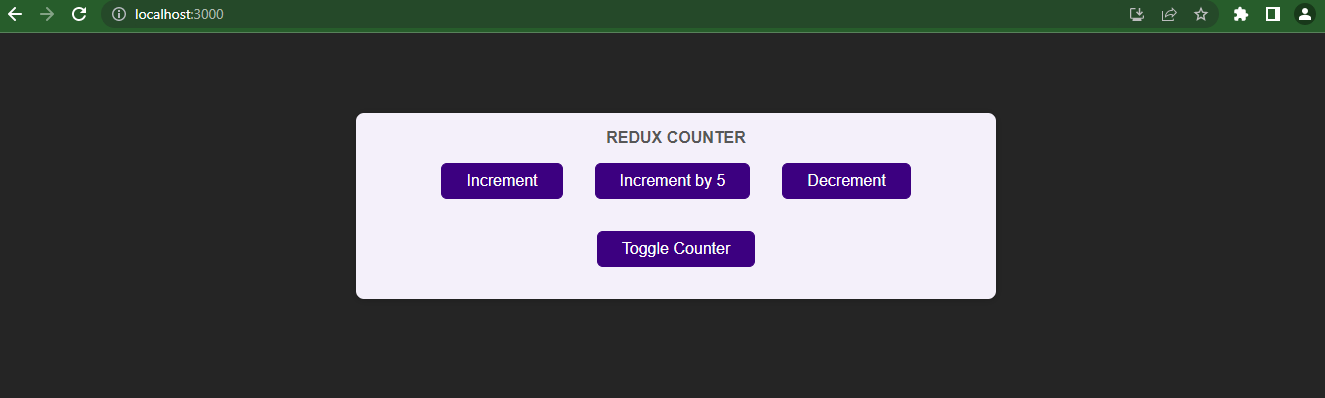 localhost:3000
REDUX COUNTER
Increment Increment by 5 Decrement
Toggle Counter